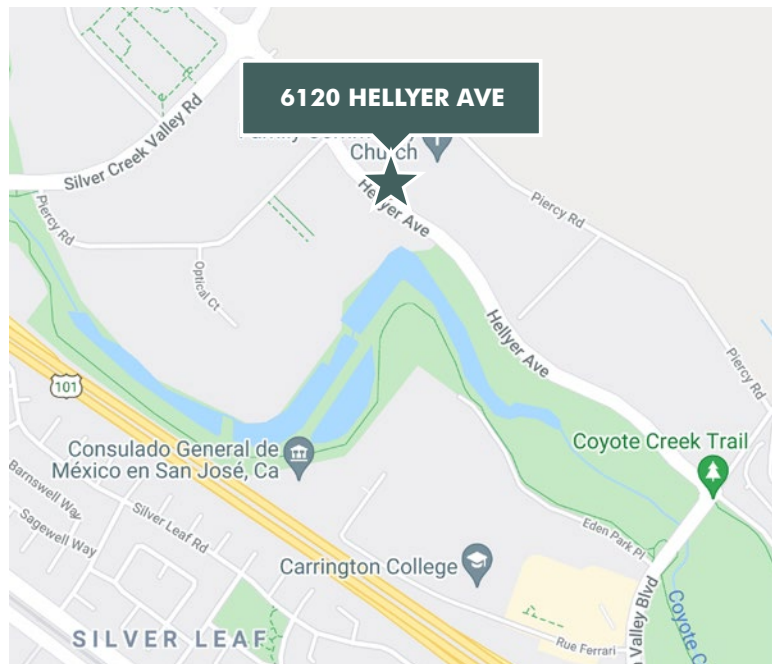 6120 HELLYER AVE
Church
Silver Creek Valley Rd
Piercy Rd
Hellyer Ave
Piercy Rd
Optical Ct
Hellyer Ave
Piercy Rd
101
Coyote Creek Trail
Consulado General de
México en San José, Ca
Barnswell Way
Silver Leaf Rd
Sagewell Way
Eden Park Pl
Carrington College
Valley Blvd
Coyote
SILVER LEAF
Rue Ferrari